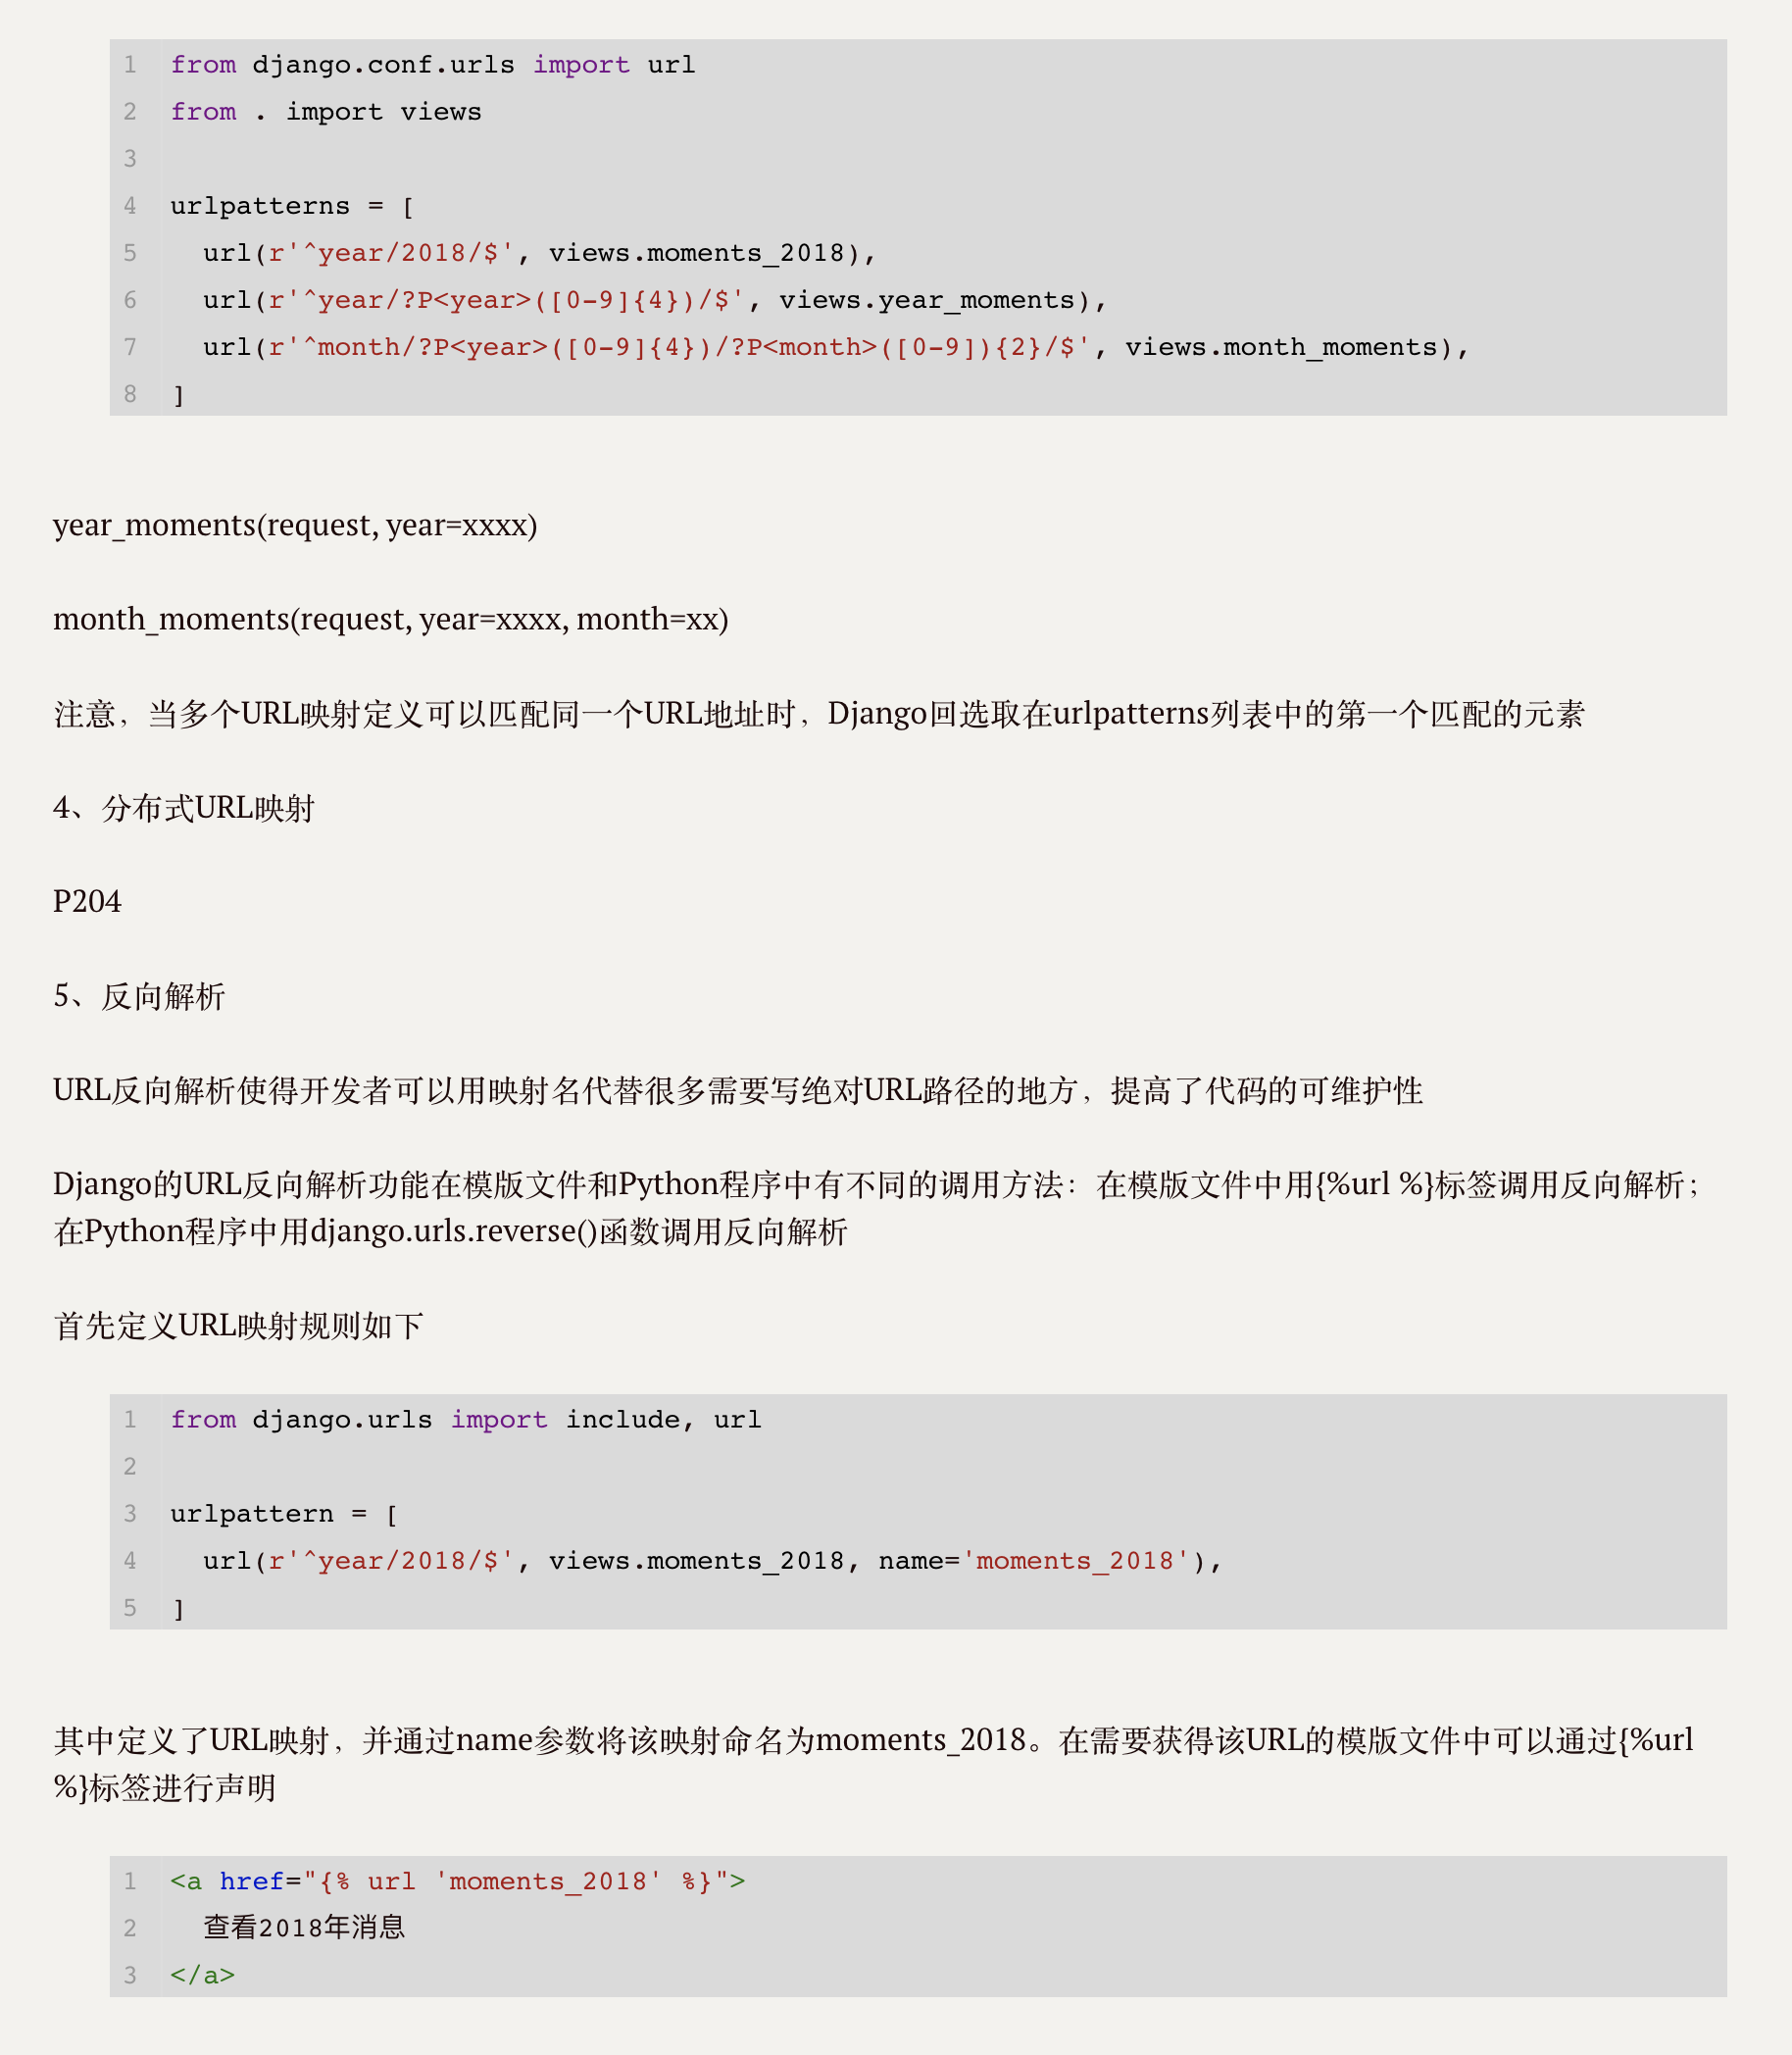 1 from django.conf.urls import url
2 from . import views
3
4 urlpatterns = [
5   url(r'^year/2018/$', views.moments_2018),
6   url(r'^year/?P<year>([0-9]{4})/$', views.year_moments),
7   url(r'^month/?P<year>([0-9]{4})/?P<month>([0-9]){2}/$', views.month_moments),
8 ]
year_moments(request, year=xxxx)
month_moments(request, year=xxxx, month=xx)
注意，当多个URL映射定义可以匹配同一个URL地址时，Django回选取在urlpatterns列表中的第一个匹配的元素
4、分布式URL映射
P204
5、反向解析
URL反向解析使得开发者可以用映射名代替很多需要写绝对URL路径的地方，提高了代码的可维护性
Django的URL反向解析功能在模版文件和Python程序中有不同的调用方法：在模版文件中用{%url %}标签调用反向解析；
在Python程序中用django.urls.reverse()函数调用反向解析
首先定义URL映射规则如下
1 from django.urls import include, url
2
3 urlpattern = [
4   url(r'^year/2018/$', views.moments_2018, name='moments_2018'),
5 ]
其中定义了URL映射，并通过name参数将该映射命名为moments_2018。在需要获得该URL的模版文件中可以通过{%url
%}标签进行声明
1 <a href="{% url 'moments_2018' %}">
2   查看2018年消息
3 </a>